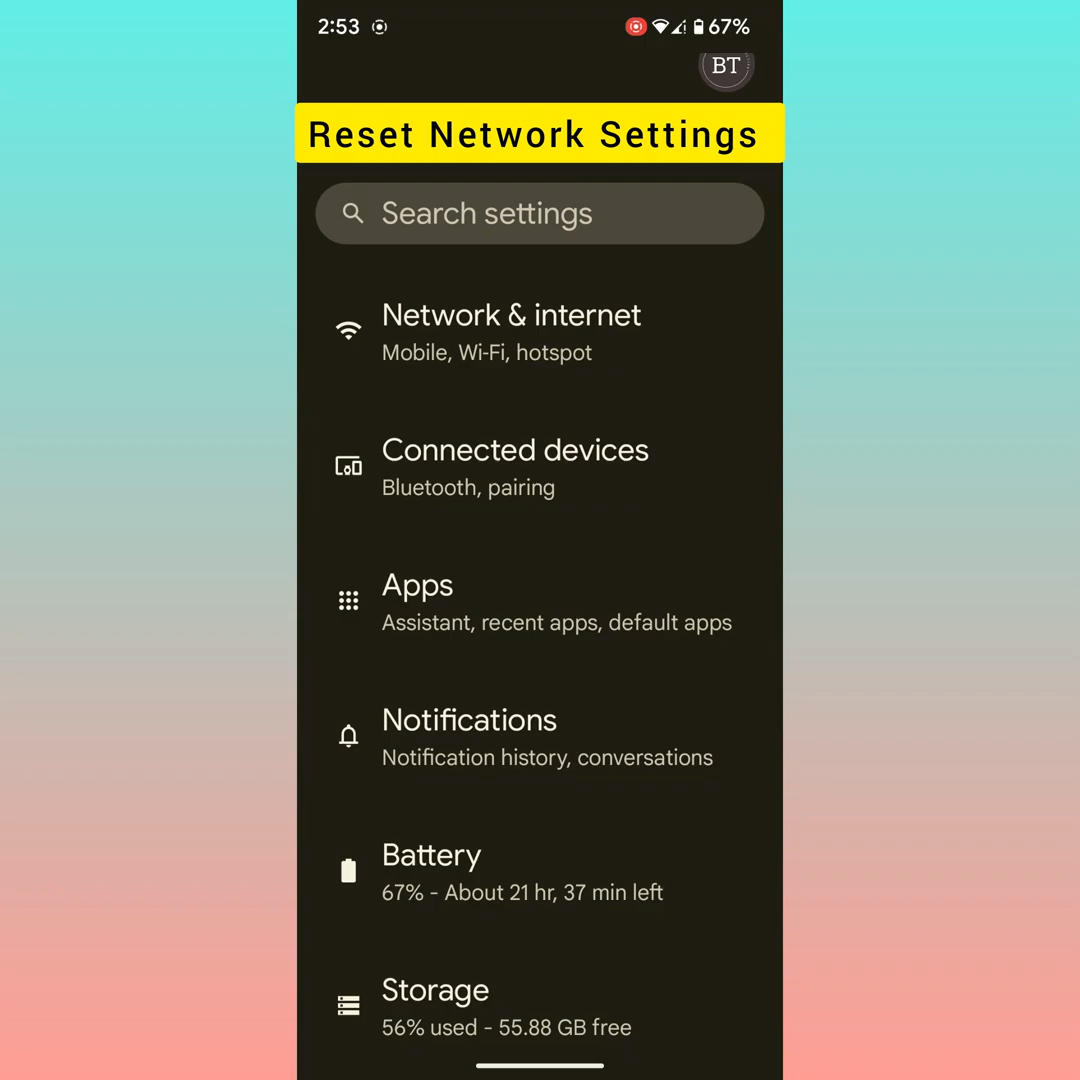 2:53 67%
BT
Reset Network Settings
Search settings
Network & internet
Mobile, Wi-Fi, hotspot
Connected devices
Bluetooth, pairing
Apps
Assistant, recent apps, default apps
Notifications
Notification history, conversations
Battery
67% - About 21 hr, 37 min left
Storage
56% used - 55.88 GB free